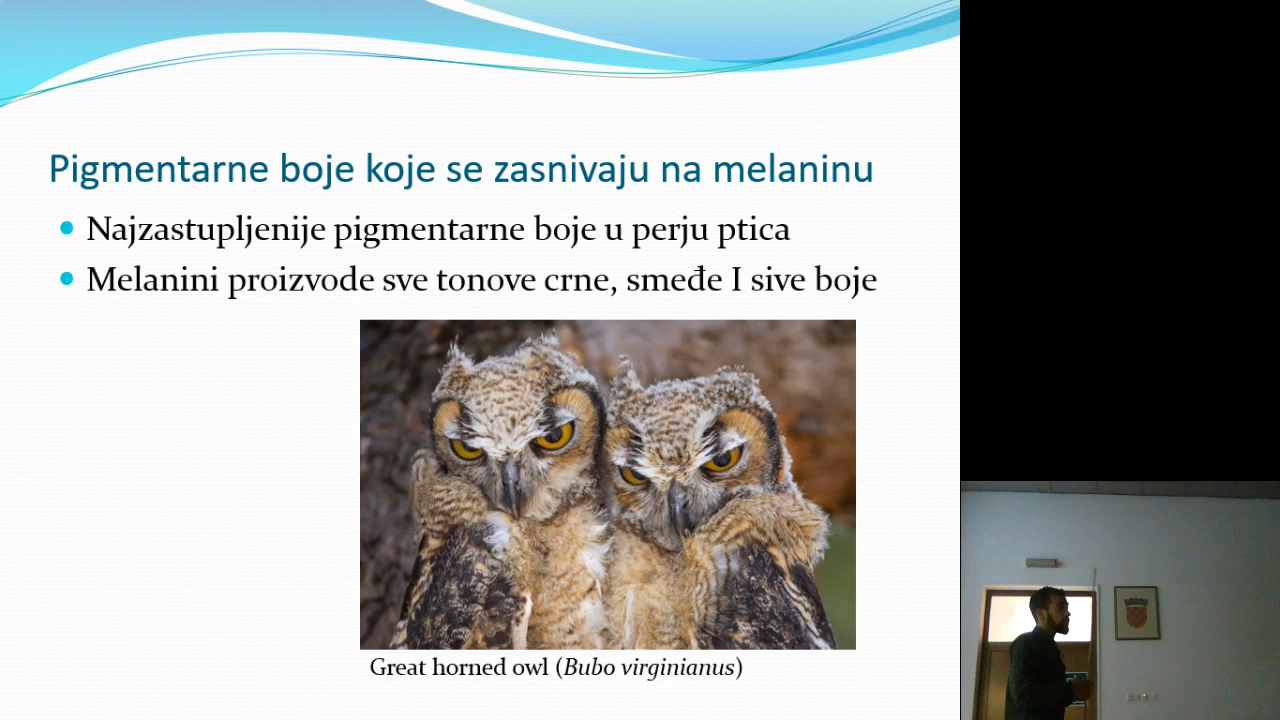 Pigmentarne boje koje se zasnivaju na melaninu
Najzastupljenije pigmentarne boje u perju ptica
Melanini proizvode sve tonove crne, smeđe I sive boje
Great horned owl (Bubo virginianus)